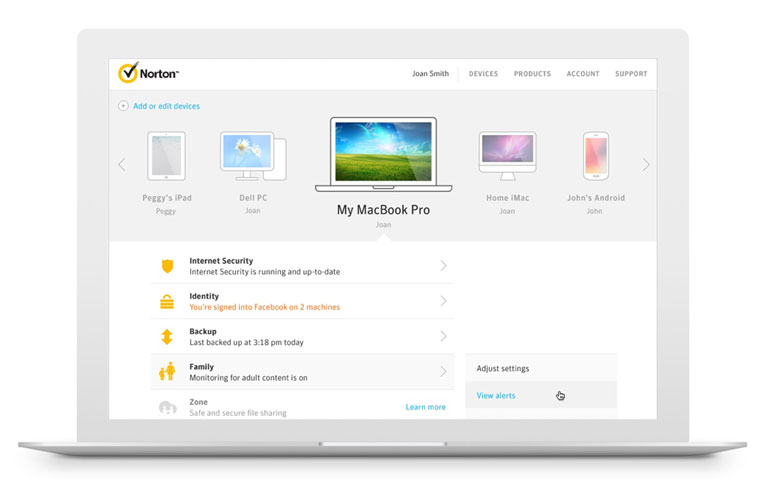 Norton™
Joan Smith
DEVICES
PRODUCTS
ACCOUNT
SUPPORT
Add or edit devices
Peggy's iPad
Peggy
Dell PC
Joan
My MacBook Pro
Joan
Home iMac
Joan
John's Android
John
Internet Security
Internet Security is running and up-to-date
Identity
You're signed into Facebook on 2 machines
Backup
Last backed up at 3:18 pm today
Family
Monitoring for adult content is on
Adjust settings
View alerts
Zone
Safe and secure file sharing
Learn more